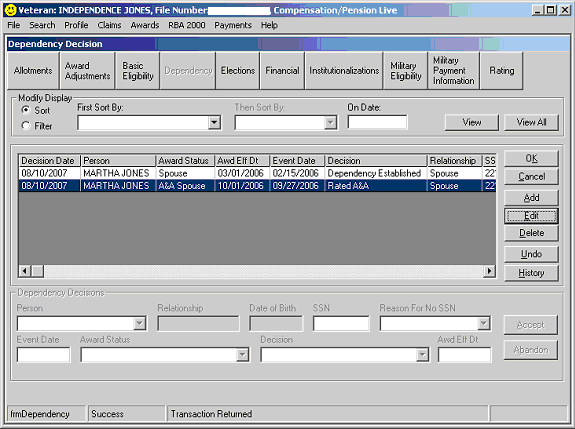 Veteran: INDEPENDENCE JONES, File Number: Compensation/Pension Live
File Search Profile Claims Awards RBA 2000 Payments Help
Dependency Decision
Allotments Award Adjustments Basic Eligibility Dependency Elections Financial Institutionalizations Military Eligibility Military Payment Information Rating
Modify Display
Sort First Sort By: Then Sort By: On Date:
Filter View View All
Decision Date Person Award Status Awd Eff Dt Event Date Decision Relationship SS
08/10/2007 MARTHA JONES Spouse 03/01/2006 02/15/2006 Dependency Established Spouse 22
08/10/2007 MARTHA JONES A&A Spouse 10/01/2006 09/27/2006 Rated A&A Spouse 22
OK
Cancel
Add
Edit
Delete
Undo
History
Dependency Decisions
Person Relationship Date of Birth SSN Reason For No SSN
Accept
Event Date Award Status Decision Awd Eff Dt
Abandon
frmDependency Success Transaction Returned